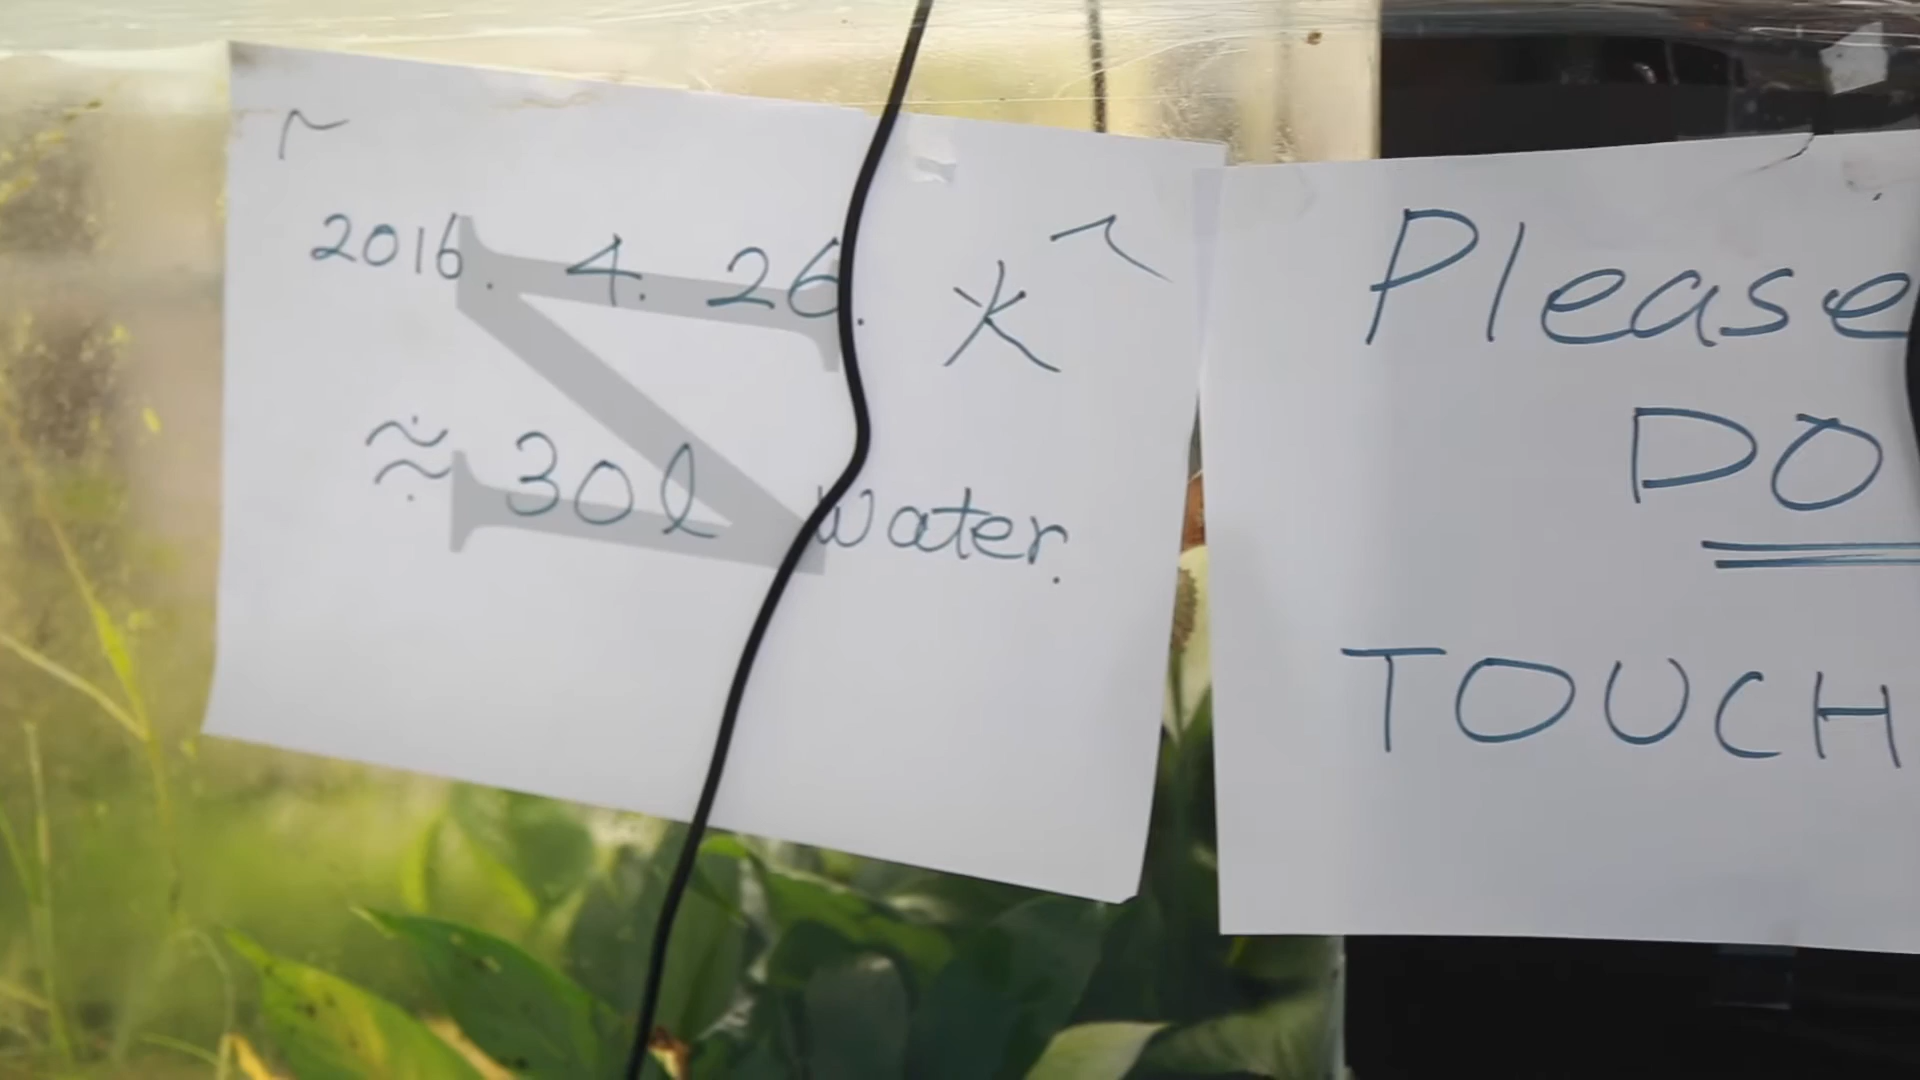 2016. 4. 26. 火
≈ 30ℓ water.
Please
DO
TOUCH